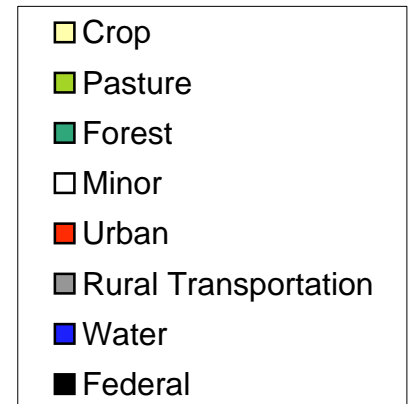 Crop
Pasture
Forest
Minor
Urban
Rural Transportation
Water
Federal